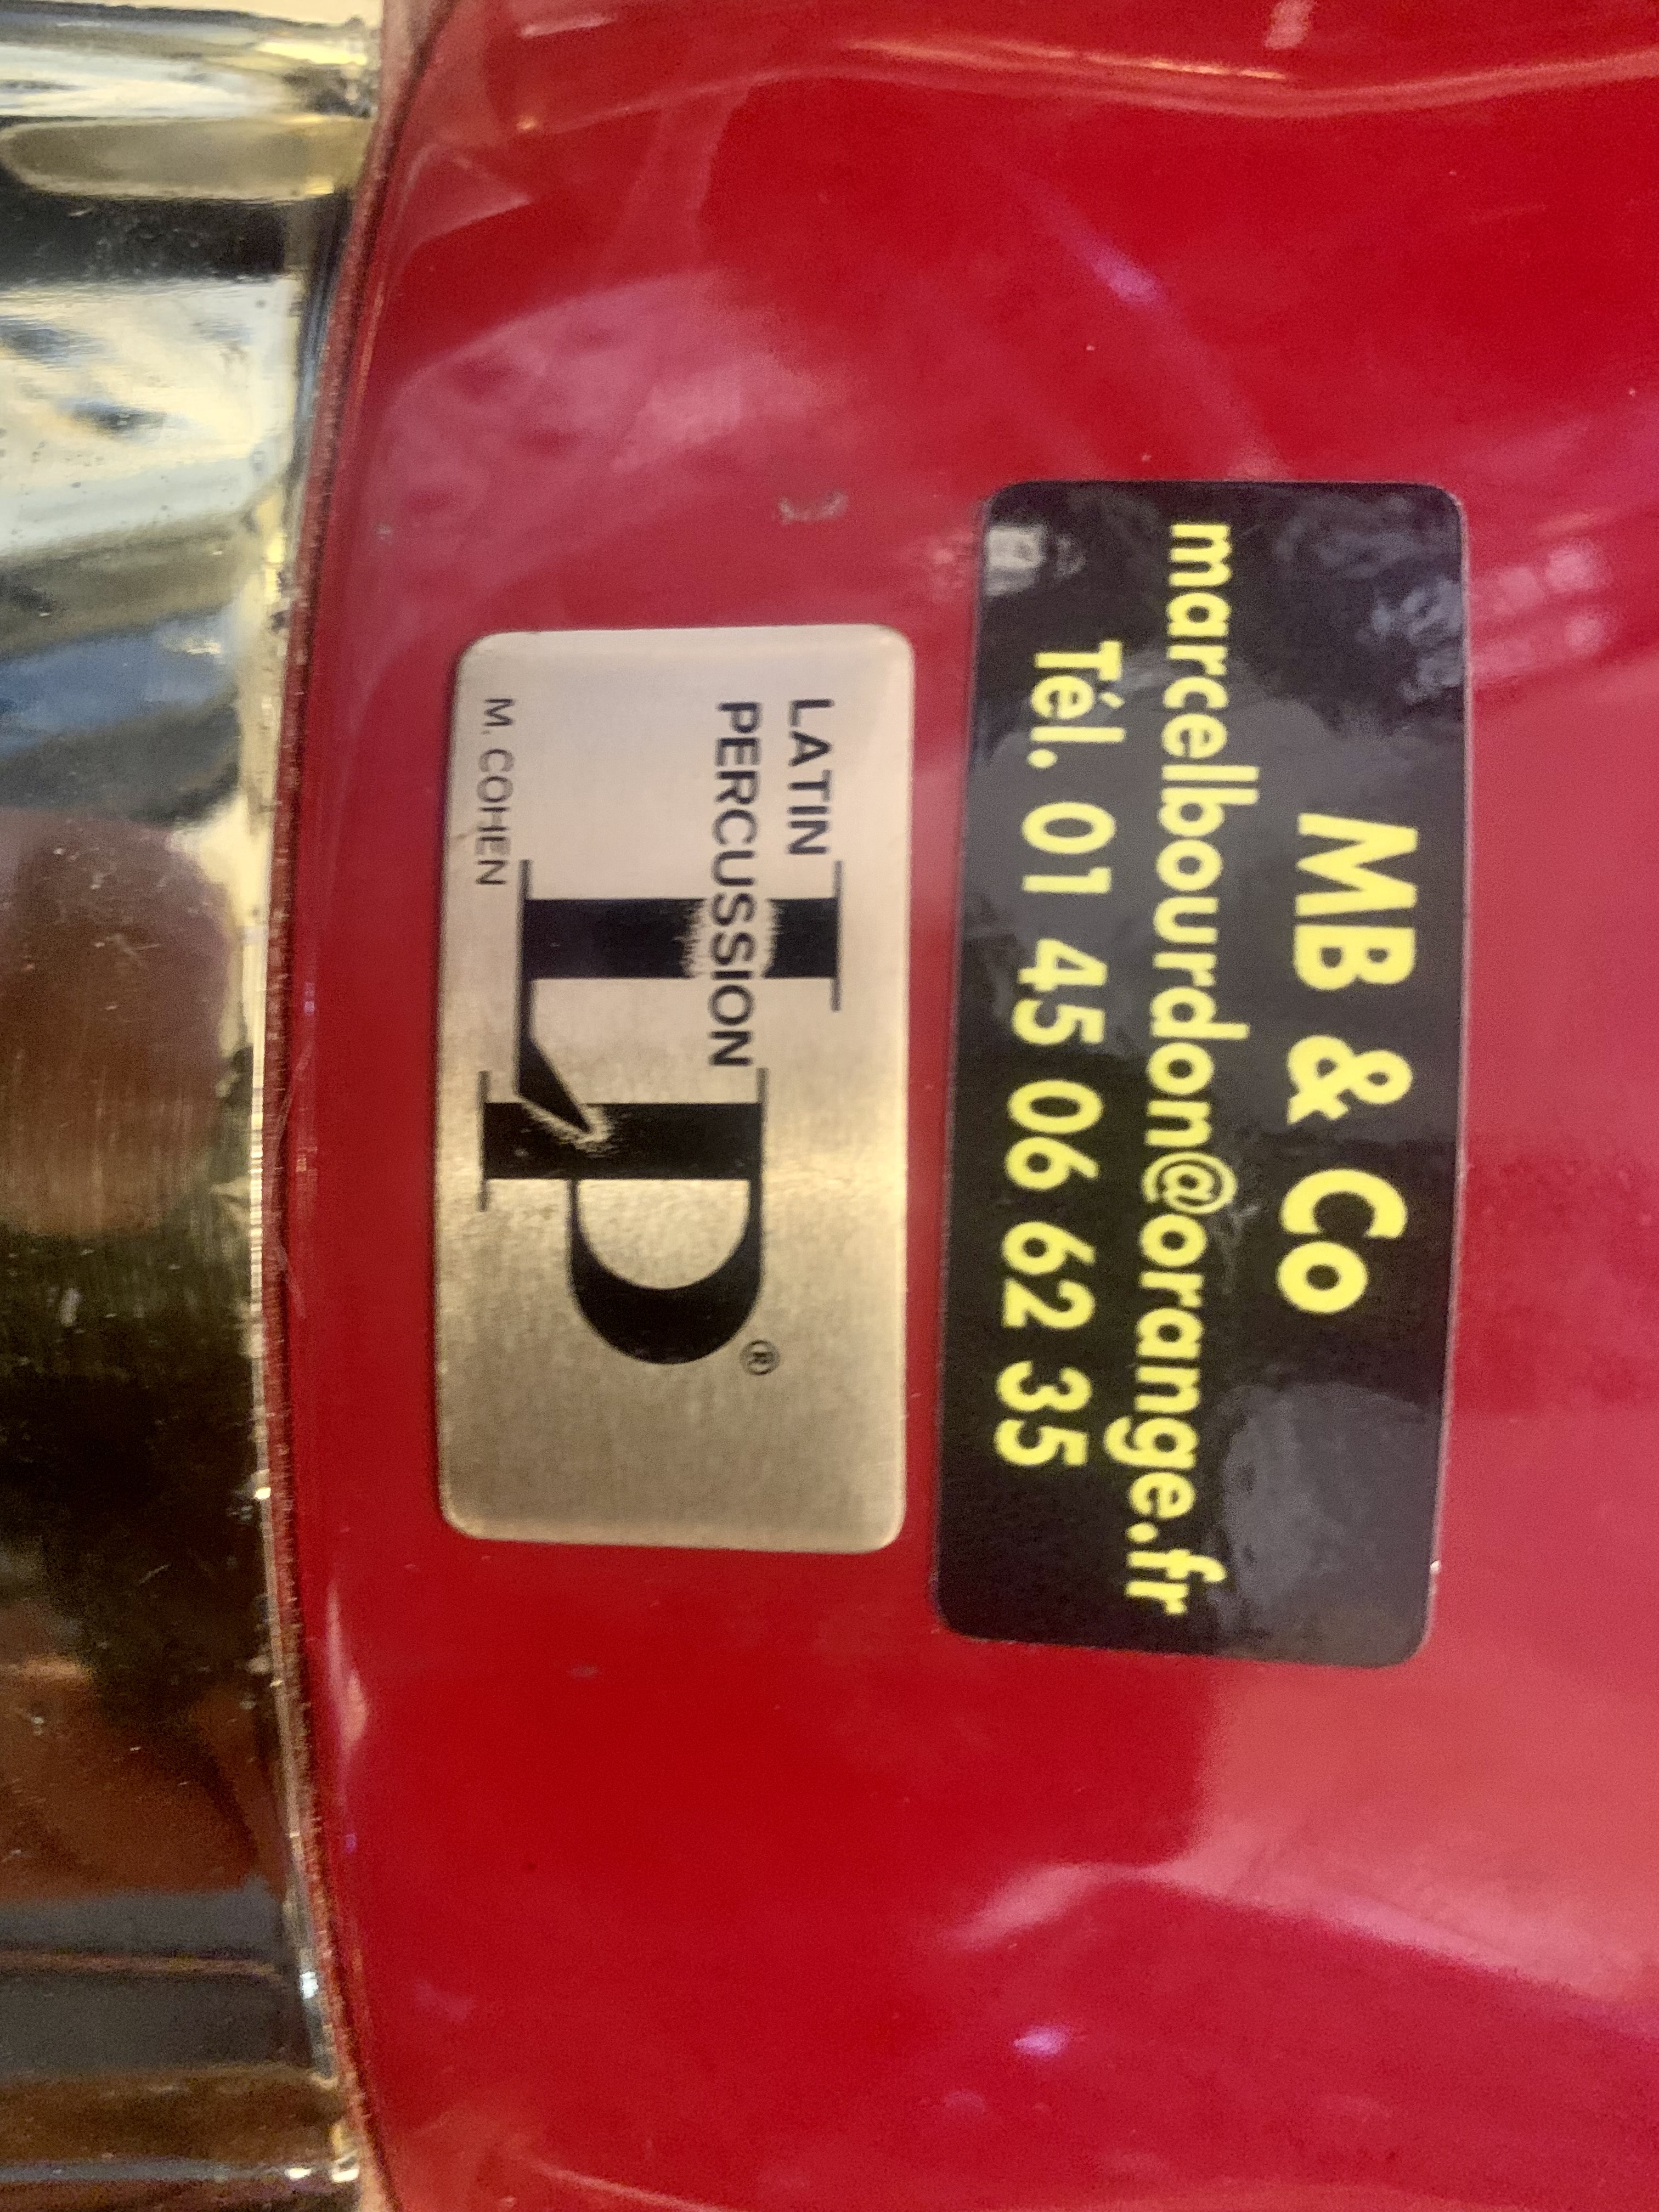 MB & Co
marcelbourdon@orange.fr
Tél. 01 45 06 62 35
LATIN
PERCUSSION
LP®
M. COHEN